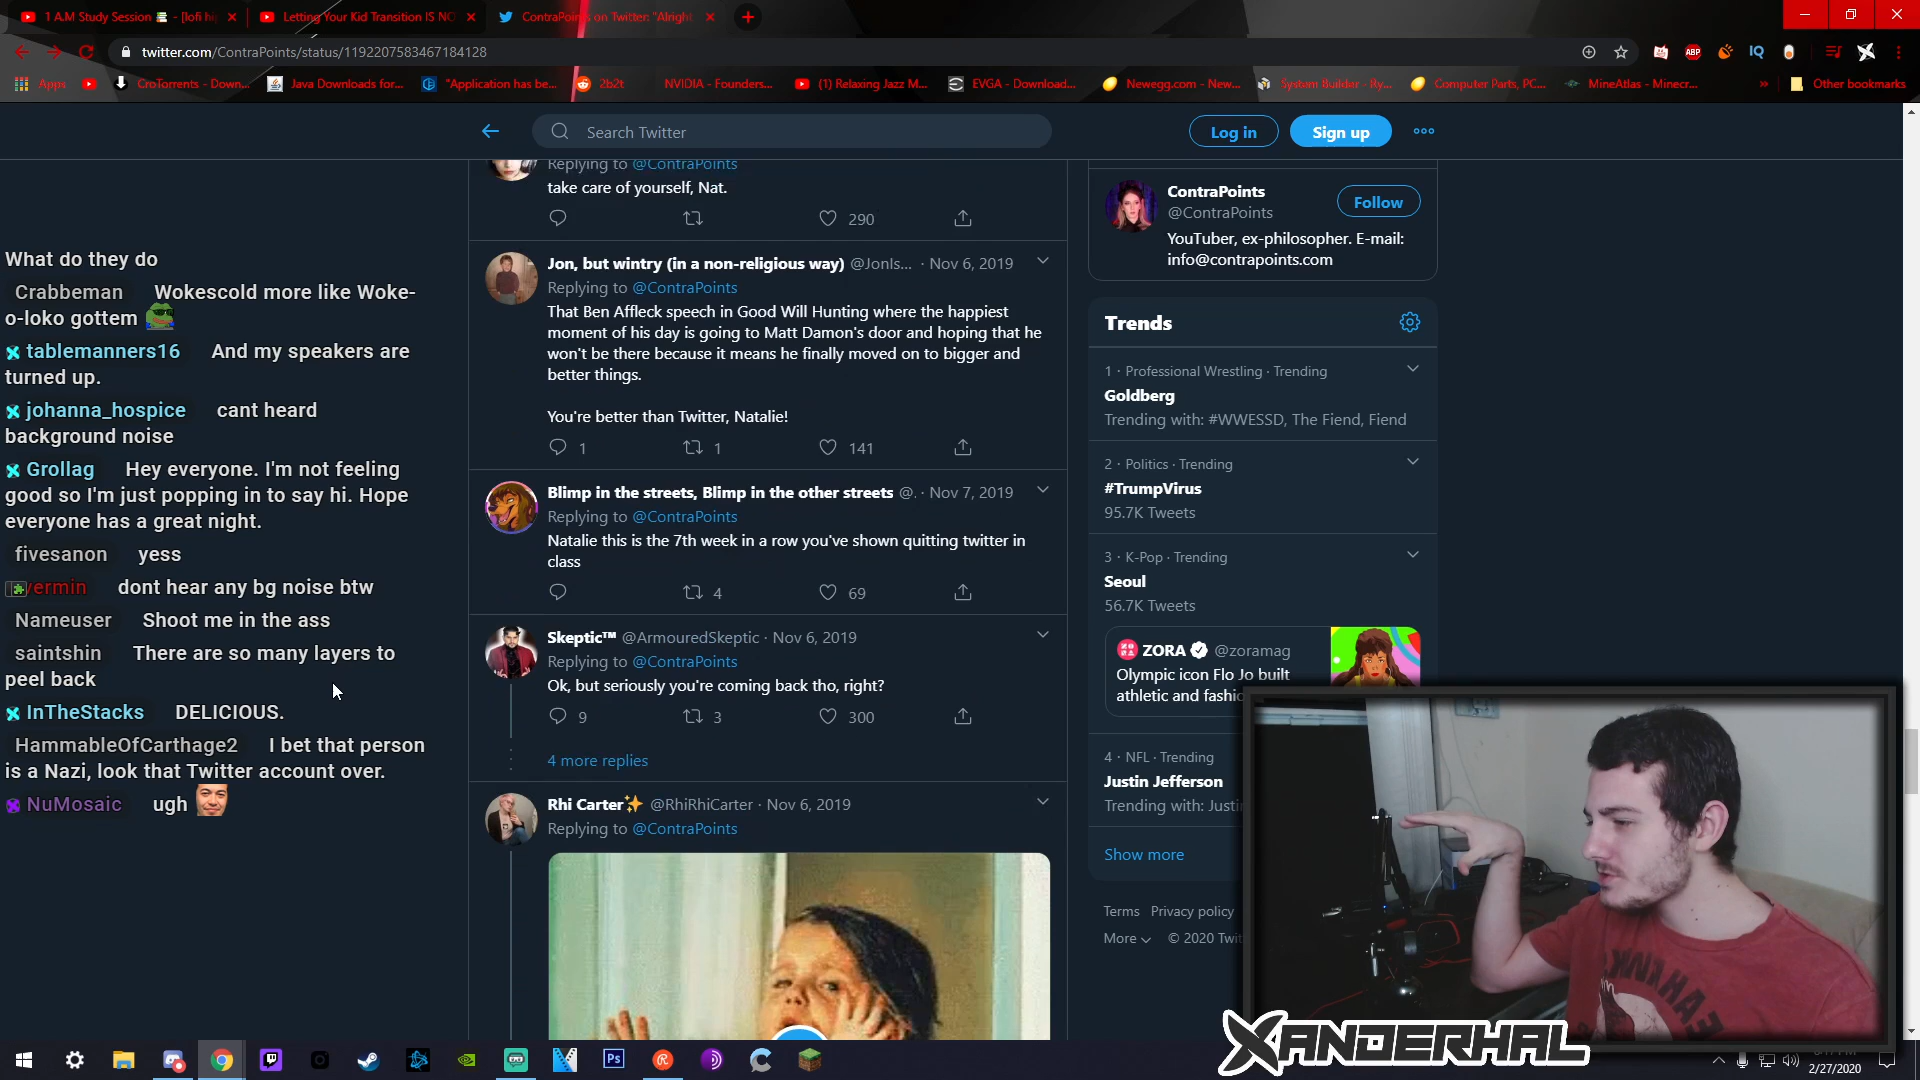 1 A.M Study Session 📚 - [lofi hi
Letting Your Kid Transition IS NO
ContraPoints on Twitter: "Alright
twitter.com/ContraPoints/status/1192207583467184128
Apps
CroTorrents - Down...
Java Downloads for...
"Application has be...
2b2t
NVIDIA - Founders...
(1) Relaxing Jazz M...
EVGA - Download...
Newegg.com - New...
System Builder - Ry...
Computer Parts, PC...
MineAtlas - Minecr...
»
Other bookmarks
Search Twitter
Log in
Sign up
Replying to @ContraPoints
take care of yourself, Nat.
290
Jon, but wintry (in a non-religious way) @JonIs... · Nov 6, 2019
Replying to @ContraPoints
That Ben Affleck speech in Good Will Hunting where the happiest
moment of his day is going to Matt Damon's door and hoping that he
won't be there because it means he finally moved on to bigger and
better things.
You're better than Twitter, Natalie!
1 1 141
Blimp in the streets, Blimp in the other streets @. · Nov 7, 2019
Replying to @ContraPoints
Natalie this is the 7th week in a row you've shown quitting twitter in
class
4 69
Skeptic™ @ArmouredSkeptic · Nov 6, 2019
Replying to @ContraPoints
Ok, but seriously you're coming back tho, right?
9 3 300
4 more replies
Rhi Carter✨ @RhiRhiCarter · Nov 6, 2019
Replying to @ContraPoints
ContraPoints
@ContraPoints
Follow
YouTuber, ex-philosopher. E-mail:
info@contrapoints.com
Trends
1 · Professional Wrestling · Trending
Goldberg
Trending with: #WWESSD, The Fiend, Fiend
2 · Politics · Trending
#TrumpVirus
95.7K Tweets
3 · K-Pop · Trending
Seoul
56.7K Tweets
ZORA @zoramag
Olympic icon Flo Jo built
athletic and fashio
4 · NFL · Trending
Justin Jefferson
Trending with: Justi
Show more
Terms Privacy policy
More © 2020 Twit
What do they do
Crabbeman Wokescold more like Woke-
o-loko gottem
tablemanners16 And my speakers are
turned up.
johanna_hospice cant heard
background noise
Grollag Hey everyone. I'm not feeling
good so I'm just popping in to say hi. Hope
everyone has a great night.
fivesanon yess
vermin dont hear any bg noise btw
Nameuser Shoot me in the ass
saintshin There are so many layers to
peel back
InTheStacks DELICIOUS.
HammableOfCarthage2 I bet that person
is a Nazi, look that Twitter account over.
NuMosaic ugh
XANDERHAL
2/27/2020